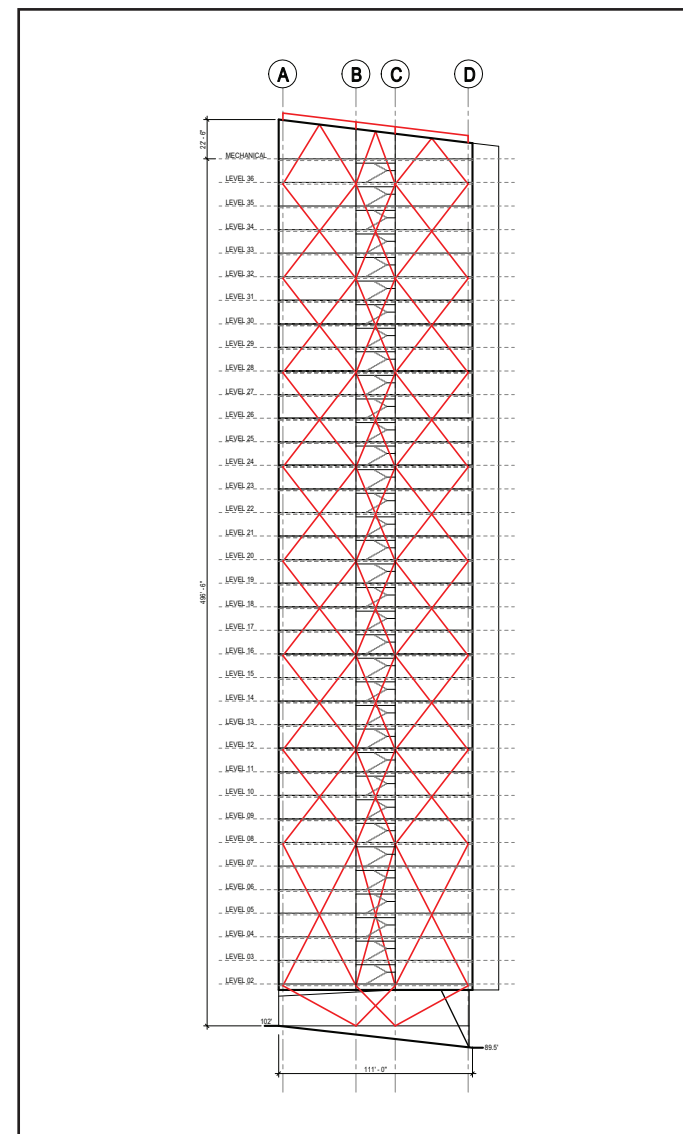 A B C D
22' - 6"
MECHANICAL
LEVEL 36
LEVEL 35
LEVEL 34
LEVEL 33
LEVEL 32
LEVEL 31
LEVEL 30
LEVEL 29
LEVEL 28
LEVEL 27
LEVEL 26
LEVEL 25
LEVEL 24
LEVEL 23
LEVEL 22
LEVEL 21
LEVEL 20
LEVEL 19
496' - 6"
LEVEL 18
LEVEL 17
LEVEL 16
LEVEL 15
LEVEL 14
LEVEL 13
LEVEL 12
LEVEL 11
LEVEL 10
LEVEL 09
LEVEL 08
LEVEL 07
LEVEL 06
LEVEL 05
LEVEL 04
LEVEL 03
LEVEL 02
102'
89.5'
111' - 0"